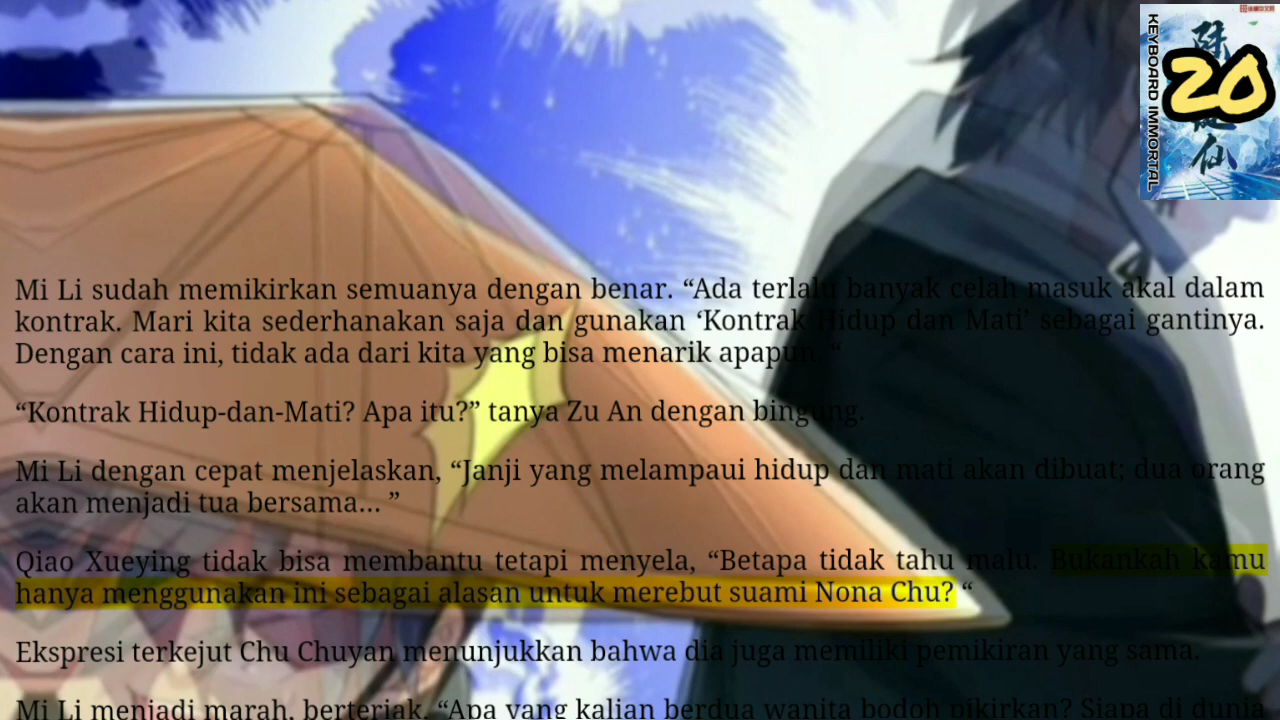 KEYBOARD IMMORTAL
20
仙
Mi Li sudah memikirkan semuanya dengan benar. “Ada terlalu banyak celah masuk akal dalam
kontrak. Mari kita sederhanakan saja dan gunakan ‘Kontrak Hidup dan Mati’ sebagai gantinya.
Dengan cara ini, tidak ada dari kita yang bisa menarik apapun. “
“Kontrak Hidup-dan-Mati? Apa itu?” tanya Zu An dengan bingung.
Mi Li dengan cepat menjelaskan, “Janji yang melampaui hidup dan mati akan dibuat; dua orang
akan menjadi tua bersama... ”
Qiao Xueying tidak bisa membantu tetapi menyela, “Betapa tidak tahu malu. Bukankah kamu
hanya menggunakan ini sebagai alasan untuk merebut suami Nona Chu? “
Ekspresi terkejut Chu Chuyan menunjukkan bahwa dia juga memiliki pemikiran yang sama.
Mi Li menjadi marah, berteriak, “Apa yang kalian berdua wanita bodoh pikirkan? Siapa di dunia